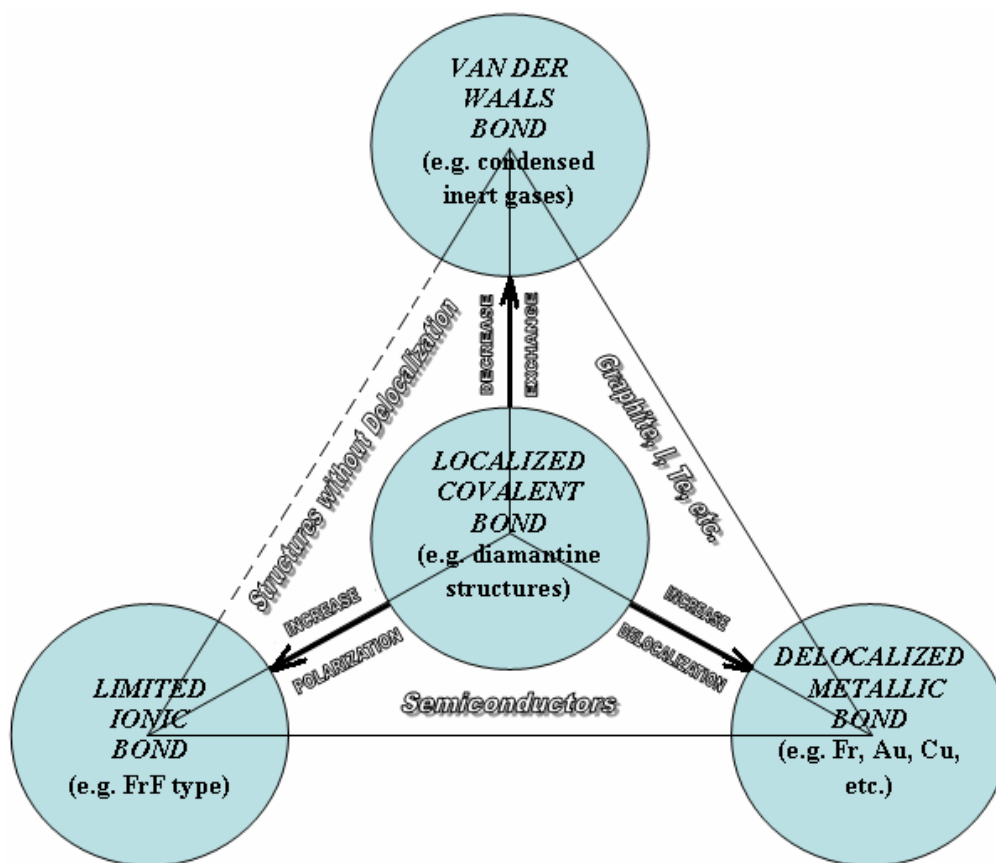 VAN DER
WAALS
BOND
(e.g. condensed
inert gases)
DECREASE
EXCHANGE
Structures without Delocalization
Graphite, I, Te, etc.
LOCALIZED
COVALENT
BOND
(e.g. diamantine
structures)
INCREASE
POLARIZATION
INCREASE
DELOCALIZATION
Semiconductors
LIMITED
IONIC
BOND
(e.g. FrF type)
DELOCALIZED
METALLIC
BOND
(e.g. Fr, Au, Cu,
etc.)